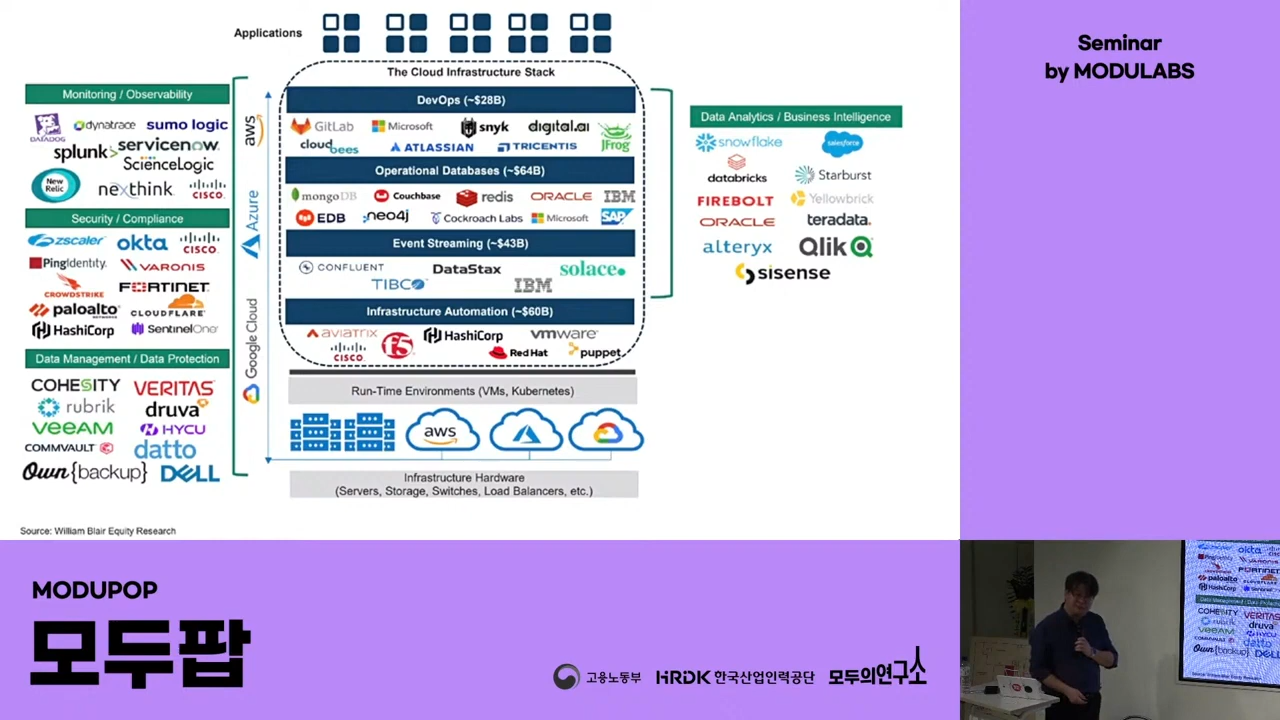 Applications
The Cloud Infrastructure Stack
DevOps (~$28B)
GitLab Microsoft snyk digital.ai JFrog
cloudbees ATLASSIAN TRICENTIS
Operational Databases (~$64B)
mongoDB Couchbase redis ORACLE IBM
EDB neo4j Cockroach Labs Microsoft SAP
Event Streaming (~$43B)
CONFLUENT DataStax solace.
TIBCO IBM
Infrastructure Automation (~$60B)
aviatrix HashiCorp vmware
CISCO f5 Red Hat puppet
Run-Time Environments (VMs, Kubernetes)
aws
Infrastructure Hardware
(Servers, Storage, Switches, Load Balancers, etc.)
Monitoring / Observability
DATADOG dynatrace sumo logic
splunk> servicenow.
ScienceLogic
New Relic nexthink CISCO
Security / Compliance
zscaler okta CISCO
PingIdentity. VARONIS
CROWDSTRIKE FORTINET
paloalto NETWORKS CLOUDFLARE
HashiCorp SentinelOne
Data Management / Data Protection
COHESITY VERITAS
rubrik druva
veeAM HYCU
COMMVAULT datto
Own{backup} DELL
aws
Azure
Google Cloud
Data Analytics / Business Intelligence
snowflake salesforce
databricks Starburst
FIREBOLT Yellowbrick
ORACLE teradata.
alteryx Qlik
sisense
Source: William Blair Equity Research
Seminar
by MODULABS
MODUPOP
모두팝
고용노동부 HRDK 한국산업인력공단 모두의연구소